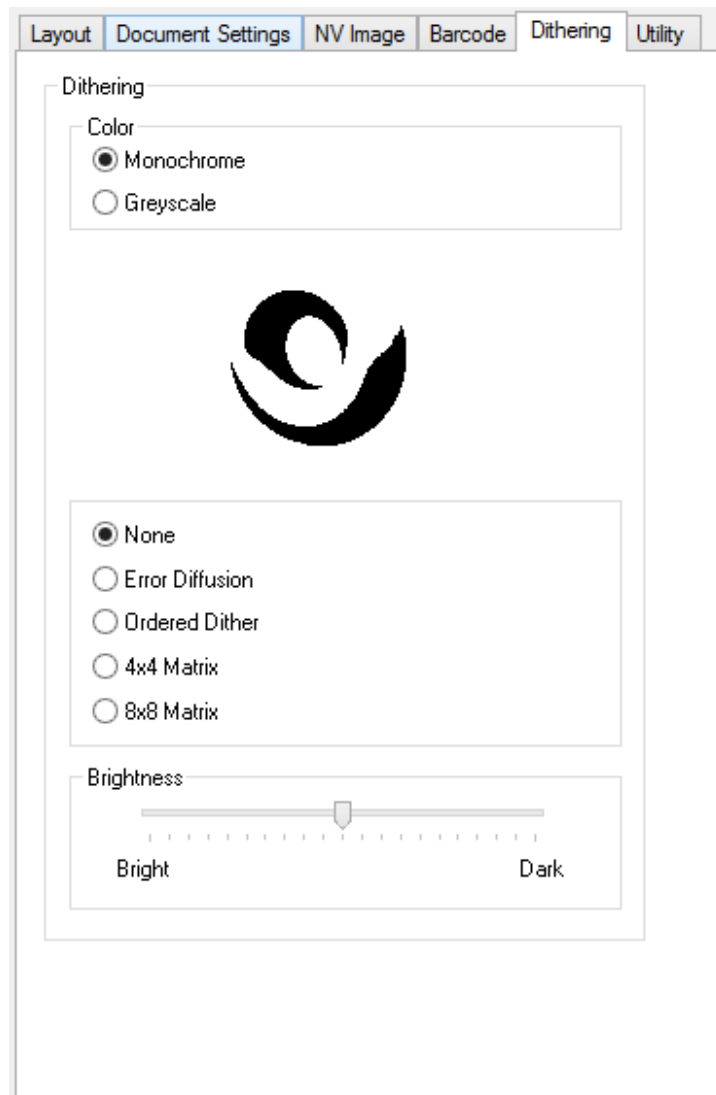 Layout Document Settings NV Image Barcode Dithering Utility
Dithering
Color
Monochrome
Greyscale
None
Error Diffusion
Ordered Dither
4x4 Matrix
8x8 Matrix
Brightness
Bright Dark